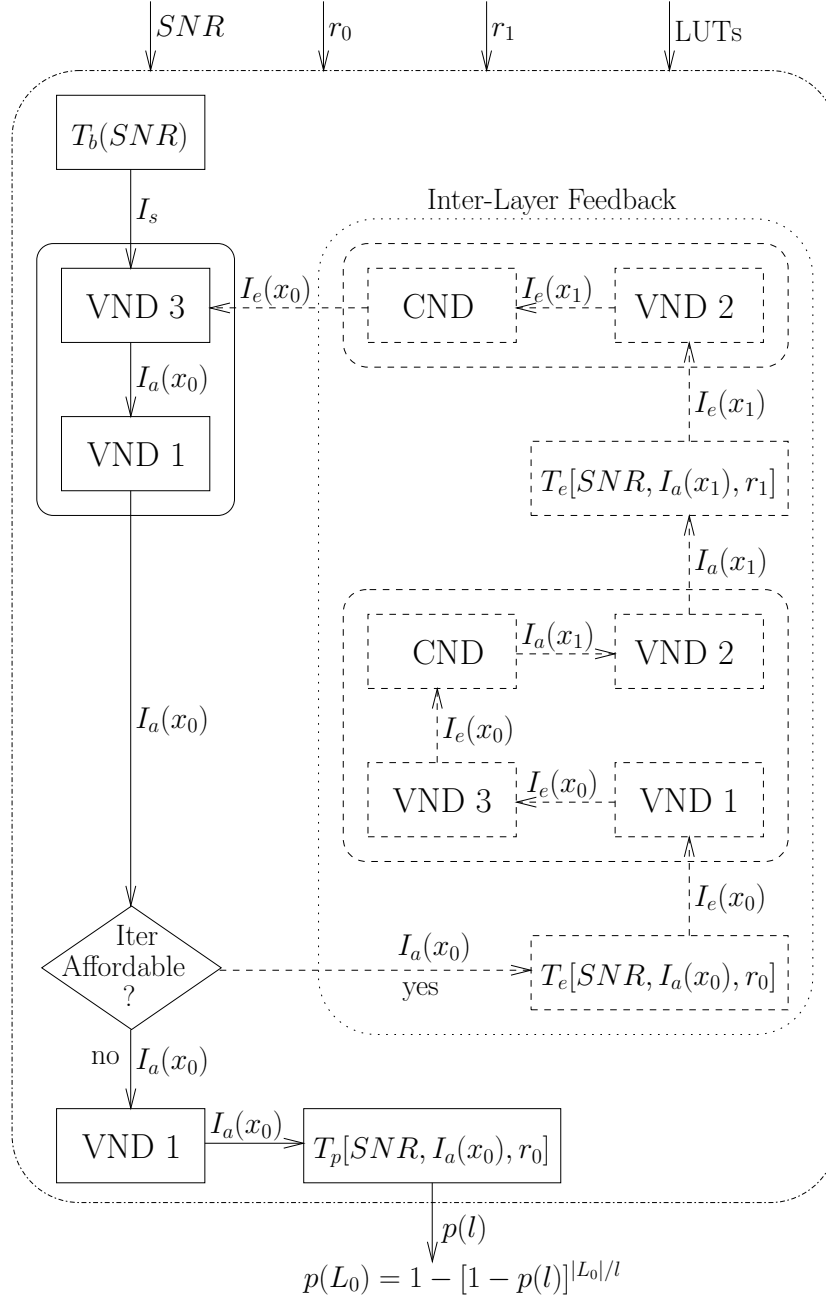 SNR
r_0
r_1
LUTs
T_b(SNR)
I_s
Inter-Layer Feedback
VND 3
I_e(x_0)
CND
I_e(x_1)
VND 2
I_a(x_0)
I_e(x_1)
VND 1
T_e[SNR, I_a(x_1), r_1]
I_a(x_1)
CND
I_a(x_1)
VND 2
I_a(x_0)
I_e(x_0)
VND 3
I_e(x_0)
VND 1
I_e(x_0)
Iter
Affordable
?
I_a(x_0)
yes
T_e[SNR, I_a(x_0), r_0]
no
I_a(x_0)
VND 1
I_a(x_0)
T_p[SNR, I_a(x_0), r_0]
p(l)
p(L_0) = 1 − [1 − p(l)]^{|L_0|/l}